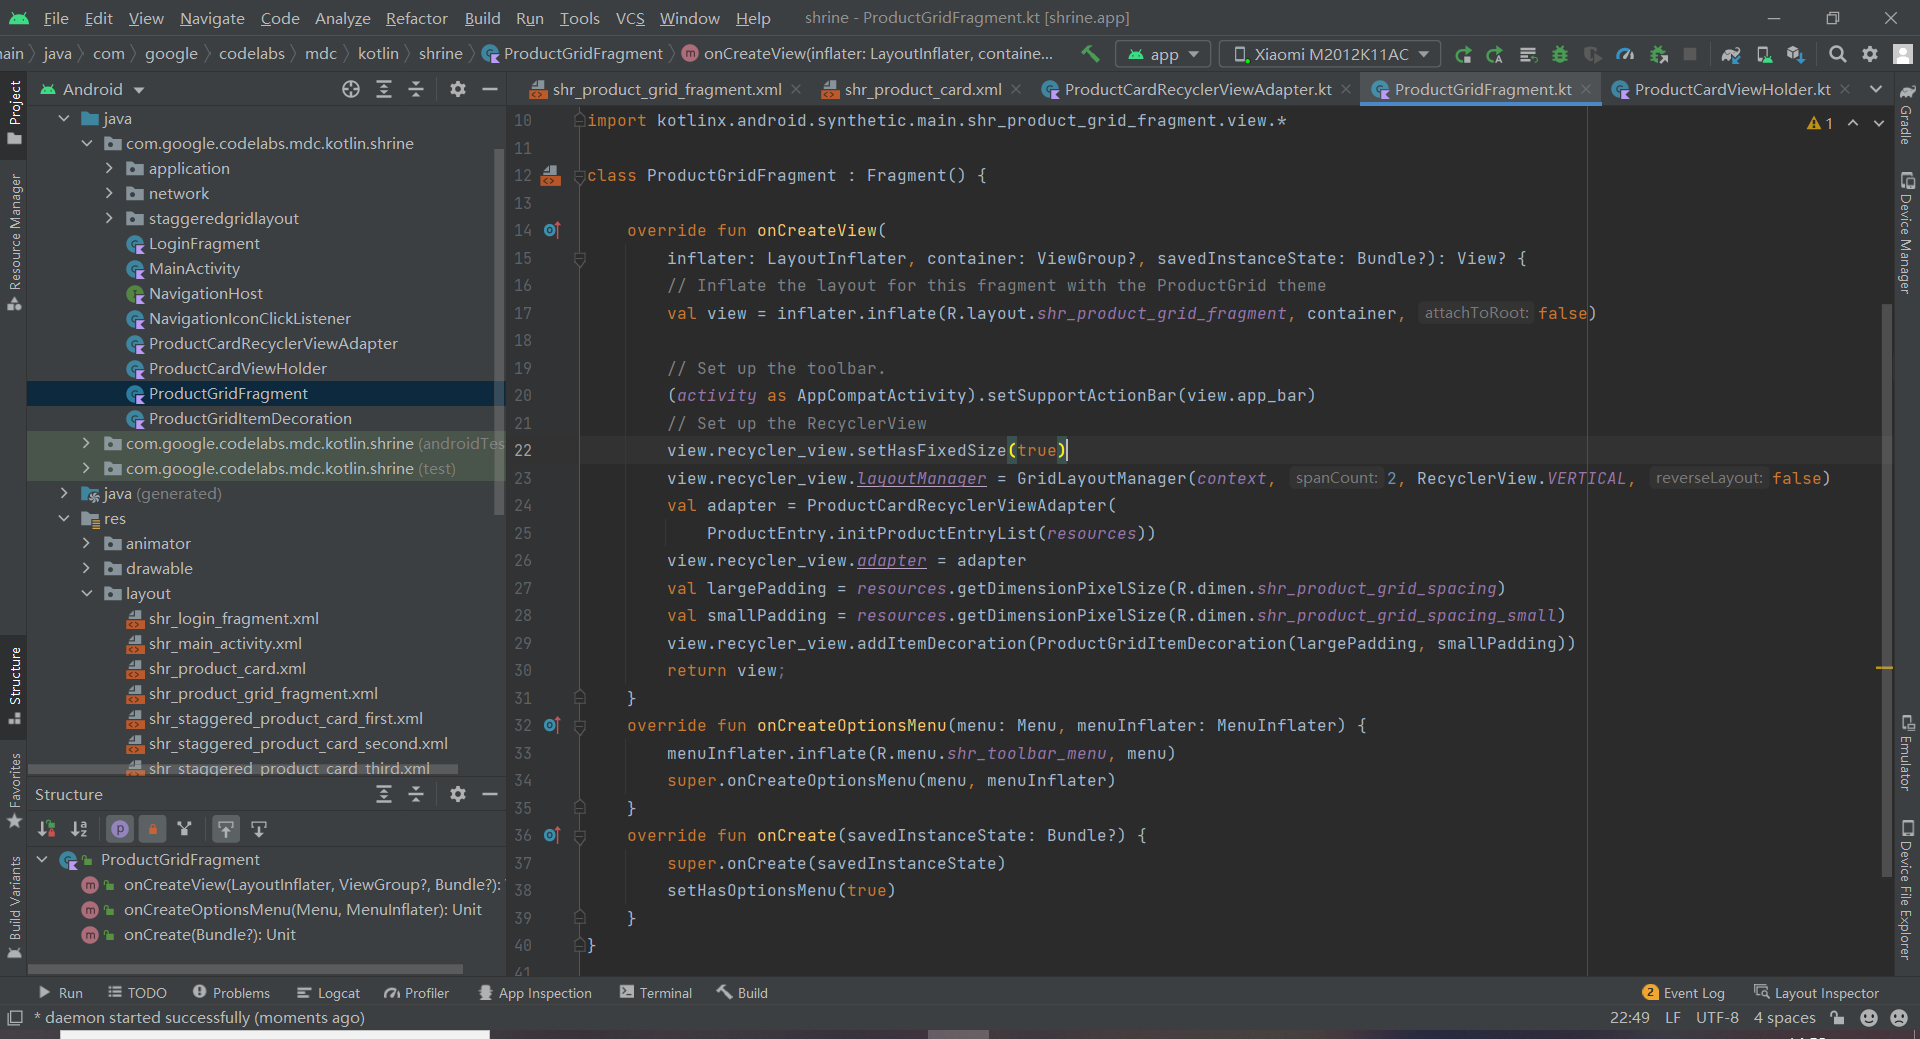 File Edit View Navigate Code Analyze Refactor Build Run Tools VCS Window Help shrine - ProductGridFragment.kt [shrine.app]
ain java com google codelabs mdc kotlin shrine ProductGridFragment onCreateView(inflater: LayoutInflater, containe... app Xiaomi M2012K11AC
Android
shr_product_grid_fragment.xml shr_product_card.xml ProductCardRecyclerViewAdapter.kt ProductGridFragment.kt ProductCardViewHolder.kt
Project
Resource Manager
Structure
Favorites
Build Variants
java
com.google.codelabs.mdc.kotlin.shrine
application
network
staggeredgridlayout
LoginFragment
MainActivity
NavigationHost
NavigationIconClickListener
ProductCardRecyclerViewAdapter
ProductCardViewHolder
ProductGridFragment
ProductGridItemDecoration
com.google.codelabs.mdc.kotlin.shrine (androidTes
com.google.codelabs.mdc.kotlin.shrine (test)
java (generated)
res
animator
drawable
layout
shr_login_fragment.xml
shr_main_activity.xml
shr_product_card.xml
shr_product_grid_fragment.xml
shr_staggered_product_card_first.xml
shr_staggered_product_card_second.xml
shr_staggered_product_card_third.xml
Structure
ProductGridFragment
onCreateView(LayoutInflater, ViewGroup?, Bundle?):
onCreateOptionsMenu(Menu, MenuInflater): Unit
onCreate(Bundle?): Unit
1
10 import kotlinx.android.synthetic.main.shr_product_grid_fragment.view.*
11
12 class ProductGridFragment : Fragment() {
13
14 override fun onCreateView(
15 inflater: LayoutInflater, container: ViewGroup?, savedInstanceState: Bundle?): View? {
16 // Inflate the layout for this fragment with the ProductGrid theme
17 val view = inflater.inflate(R.layout.shr_product_grid_fragment, container, attachToRoot: false)
18
19 // Set up the toolbar.
20 (activity as AppCompatActivity).setSupportActionBar(view.app_bar)
21 // Set up the RecyclerView
22 view.recycler_view.setHasFixedSize(true)
23 view.recycler_view.layoutManager = GridLayoutManager(context, spanCount: 2, RecyclerView.VERTICAL, reverseLayout: false)
24 val adapter = ProductCardRecyclerViewAdapter(
25 ProductEntry.initProductEntryList(resources))
26 view.recycler_view.adapter = adapter
27 val largePadding = resources.getDimensionPixelSize(R.dimen.shr_product_grid_spacing)
28 val smallPadding = resources.getDimensionPixelSize(R.dimen.shr_product_grid_spacing_small)
29 view.recycler_view.addItemDecoration(ProductGridItemDecoration(largePadding, smallPadding))
30 return view;
31 }
32 override fun onCreateOptionsMenu(menu: Menu, menuInflater: MenuInflater) {
33 menuInflater.inflate(R.menu.shr_toolbar_menu, menu)
34 super.onCreateOptionsMenu(menu, menuInflater)
35 }
36 override fun onCreate(savedInstanceState: Bundle?) {
37 super.onCreate(savedInstanceState)
38 setHasOptionsMenu(true)
39 }
40 }
41
Gradle
Device Manager
Emulator
Device File Explorer
Run TODO Problems Logcat Profiler App Inspection Terminal Build 2 Event Log Layout Inspector
* daemon started successfully (moments ago) 22:49 LF UTF-8 4 spaces